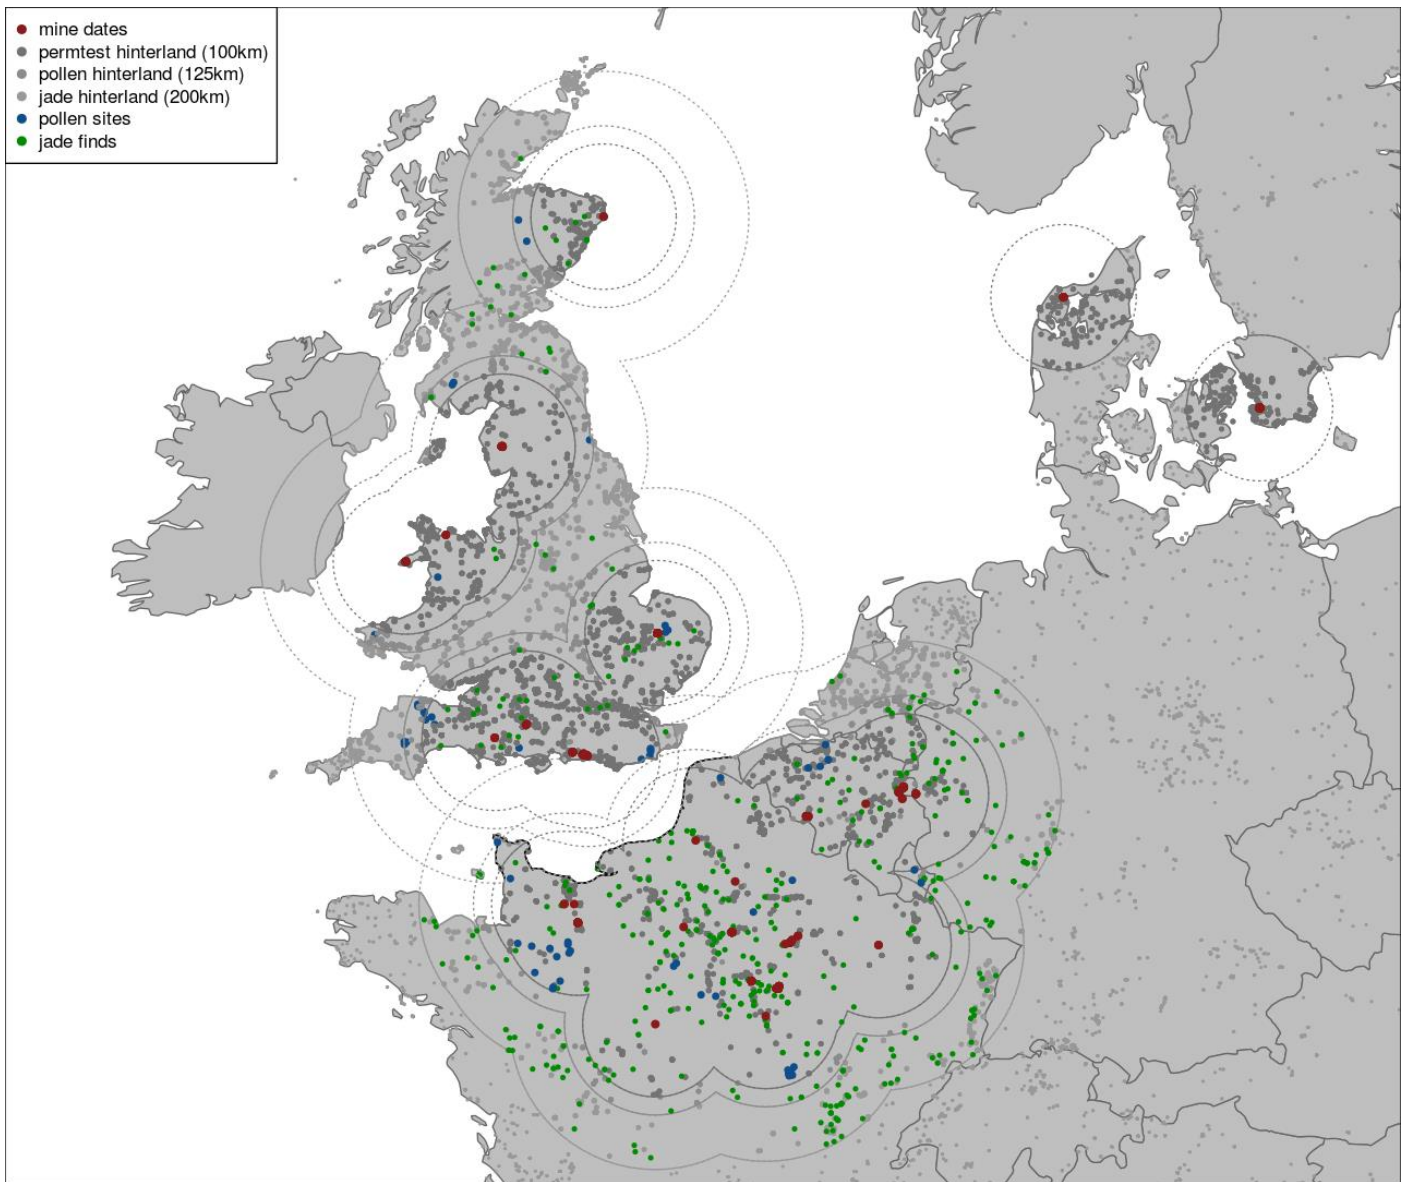 mine dates
permtest hinterland (100km)
pollen hinterland (125km)
jade hinterland (200km)
pollen sites
jade finds